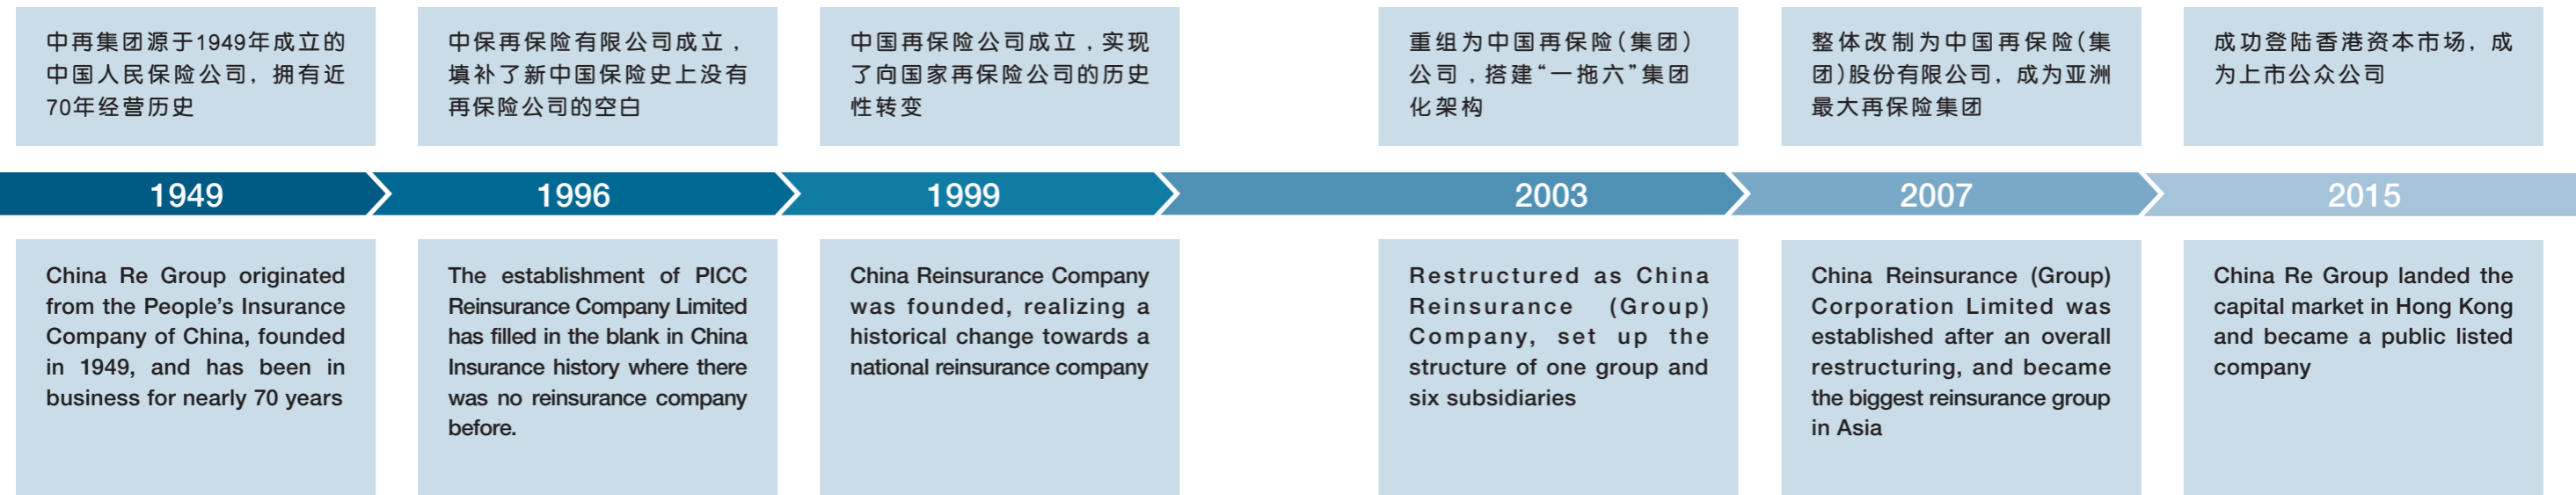 中再集团源于1949年成立的
中国人民保险公司，拥有近
70年经营历史
中保再保险有限公司成立，
填补了新中国保险史上没有
再保险公司的空白
中国再保险公司成立，实现
了向国家再保险公司的历史
性转变
重组为中国再保险（集团）
公司，搭建“一拖六”集团
化架构
整体改制为中国再保险（集
团）股份有限公司，成为亚洲
最大再保险集团
成功登陆香港资本市场，成
为上市公众公司
1949
1996
1999
2003
2007
2015
China Re Group originated
from the People’s Insurance
Company of China, founded
in 1949, and has been in
business for nearly 70 years
The establishment of PICC
Reinsurance Company Limited
has filled in the blank in China
Insurance history where there
was no reinsurance company
before.
China Reinsurance Company
was founded, realizing a
historical change towards a
national reinsurance company
Restructured as China
Reinsurance (Group)
Company, set up the
structure of one group and
six subsidiaries
China Reinsurance (Group)
Corporation Limited was
established after an overall
restructuring, and became
the biggest reinsurance group
in Asia
China Re Group landed the
capital market in Hong Kong
and became a public listed
company